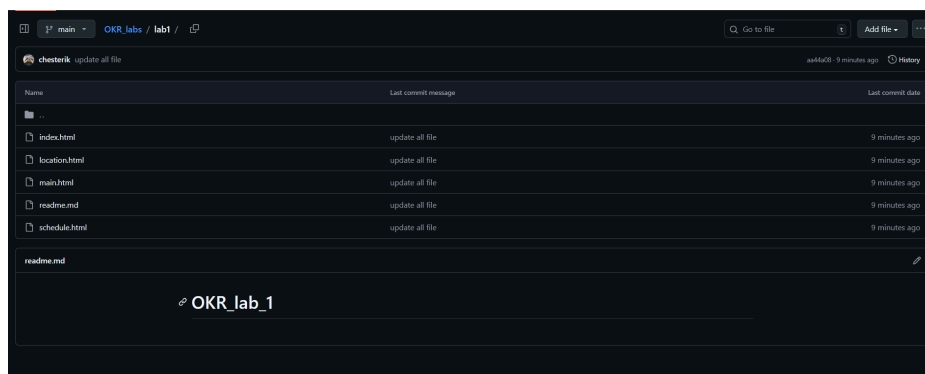 main OKR_labs / lab1 / Go to file t Add file
chesterik update all file aa44a08 · 9 minutes ago History
Name Last commit message Last commit date
..
index.html update all file 9 minutes ago
location.html update all file 9 minutes ago
main.html update all file 9 minutes ago
readme.md update all file 9 minutes ago
schedule.html update all file 9 minutes ago
readme.md
OKR_lab_1